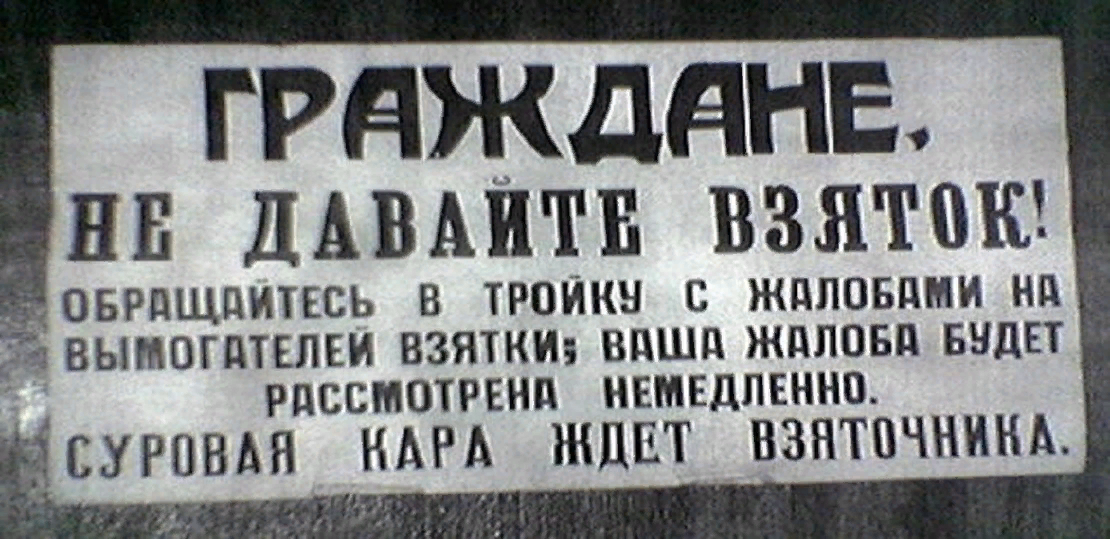 ГРАЖДАНЕ,
НЕ ДАВАЙТЕ ВЗЯТОК!
ОБРАЩАЙТЕСЬ В ТРОЙКУ С ЖАЛОБАМИ НА
ВЫМОГАТЕЛЕЙ ВЗЯТКИ; ВАША ЖАЛОБА БУДЕТ
РАССМОТРЕНА НЕМЕДЛЕННО.
СУРОВАЯ КАРА ЖДЕТ ВЗЯТОЧНИКА.